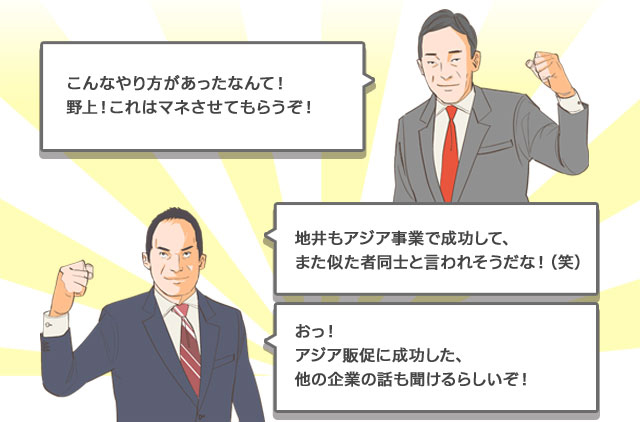 こんなやり方があったなんて！
野上！これはマネさせてもらうぞ！
地井もアジア事業で成功して、
また似た者同士と言われそうだな！（笑）
おっ！
アジア販促に成功した、
他の企業の話も聞けるらしいぞ！